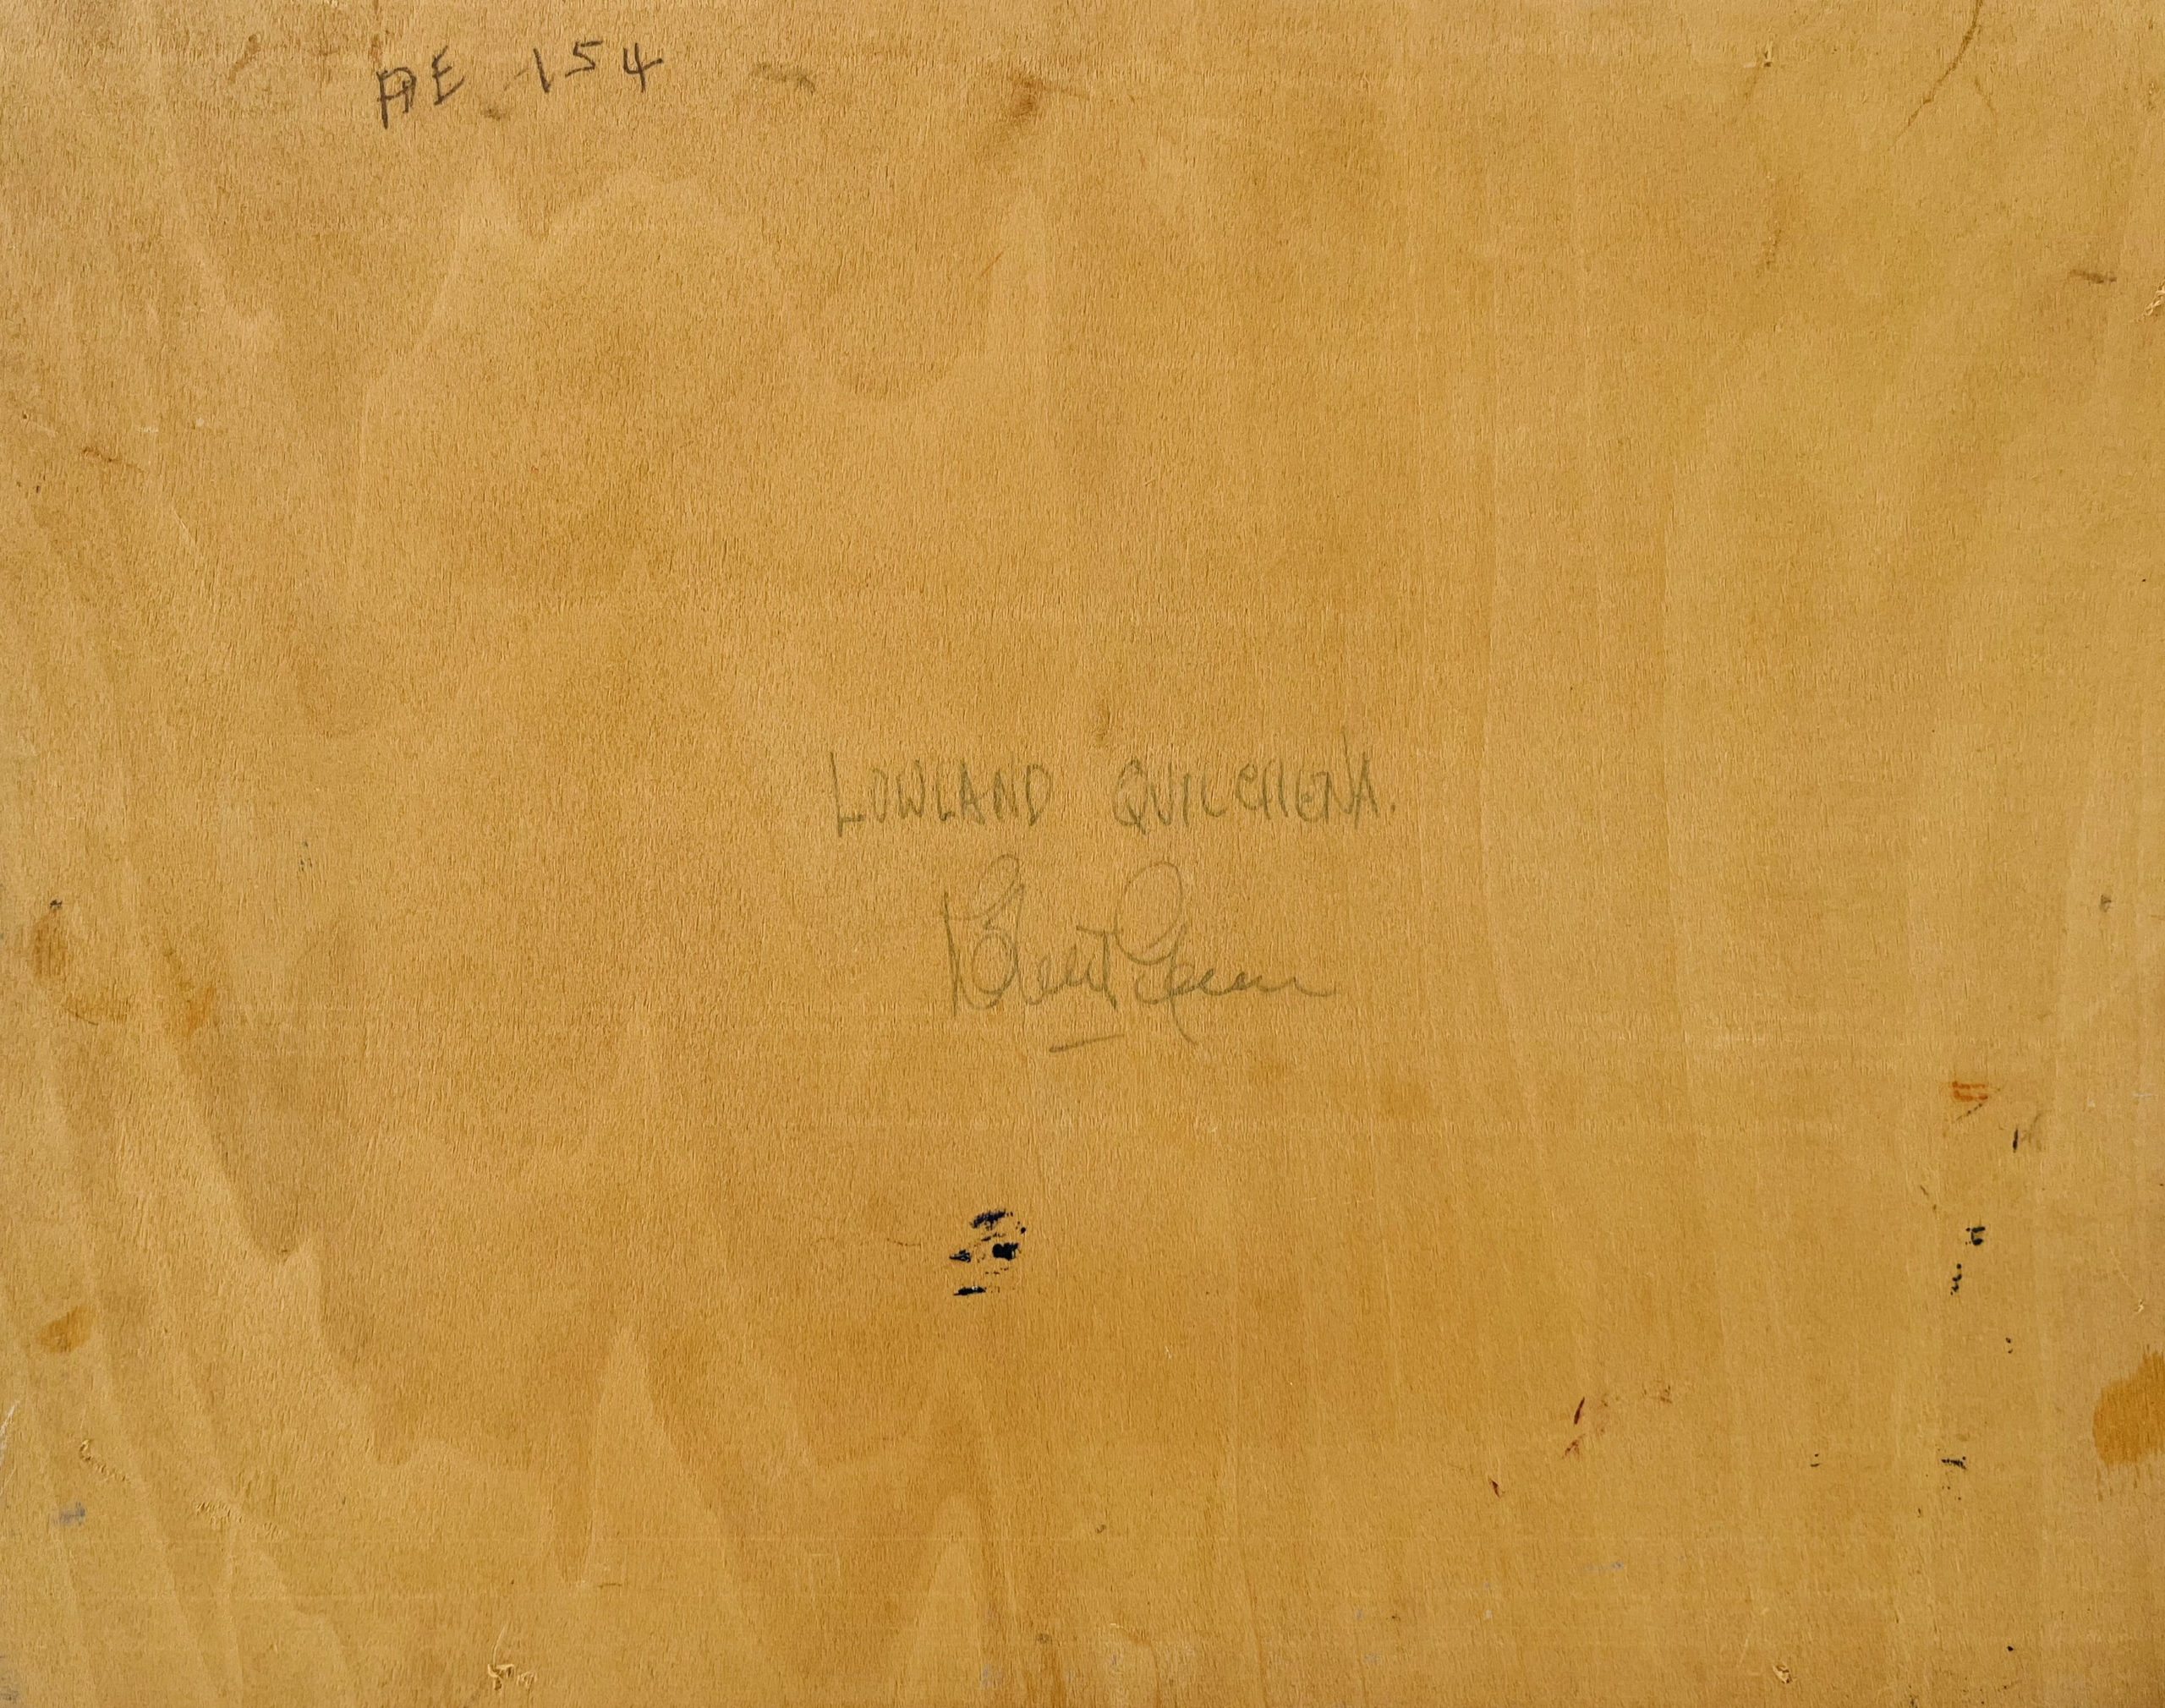 AE 154
LOWLAND QUILCHENA.